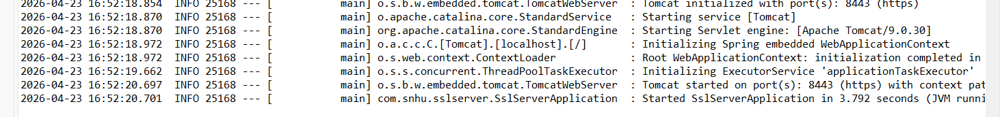 2026-04-23 16:52:18.854  INFO 25168 --- [           main] o.s.b.w.embedded.tomcat.TomcatWebServer  : Tomcat initialized with port(s): 8443 (https)
2026-04-23 16:52:18.870  INFO 25168 --- [           main] o.apache.catalina.core.StandardService   : Starting service [Tomcat]
2026-04-23 16:52:18.870  INFO 25168 --- [           main] org.apache.catalina.core.StandardEngine  : Starting Servlet engine: [Apache Tomcat/9.0.30]
2026-04-23 16:52:18.972  INFO 25168 --- [           main] o.a.c.c.C.[Tomcat].[localhost].[/]       : Initializing Spring embedded WebApplicationContext
2026-04-23 16:52:18.972  INFO 25168 --- [           main] o.s.web.context.ContextLoader            : Root WebApplicationContext: initialization completed in
2026-04-23 16:52:19.662  INFO 25168 --- [           main] o.s.s.concurrent.ThreadPoolTaskExecutor  : Initializing ExecutorService 'applicationTaskExecutor'
2026-04-23 16:52:20.697  INFO 25168 --- [           main] o.s.b.w.embedded.tomcat.TomcatWebServer  : Tomcat started on port(s): 8443 (https) with context pat
2026-04-23 16:52:20.701  INFO 25168 --- [           main] com.snhu.sslserver.SslServerApplication  : Started SslServerApplication in 3.792 seconds (JVM runni